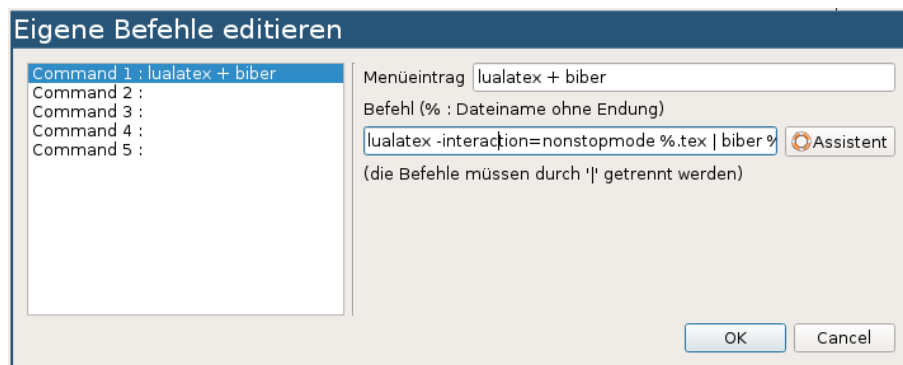 Eigene Befehle editieren
Command 1 : lualatex + biber
Command 2 :
Command 3 :
Command 4 :
Command 5 :
Menüeintrag lualatex + biber
Befehl (% : Dateiname ohne Endung)
lualatex -interaction=nonstopmode %.tex | biber % Assistent
(die Befehle müssen durch '|' getrennt werden)
OK Cancel